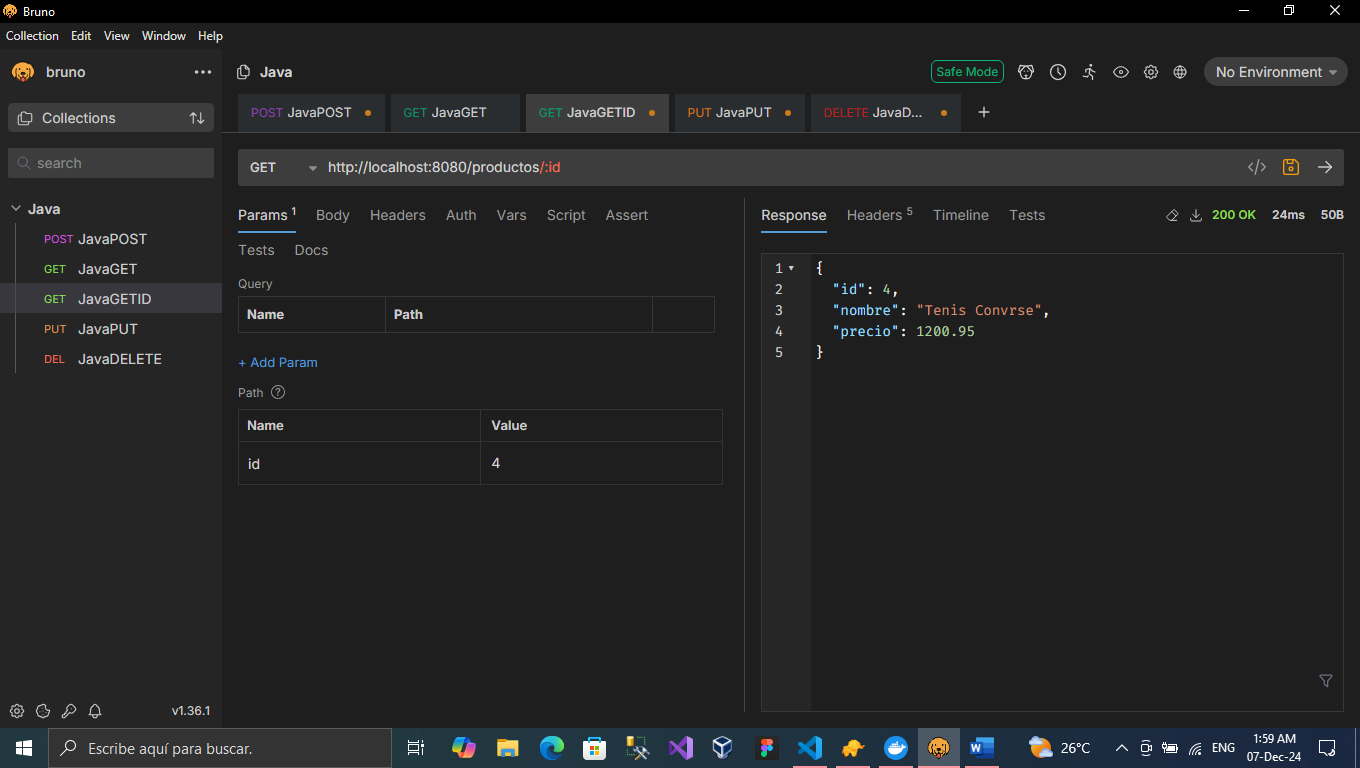 Bruno
Collection Edit View Window Help
bruno
Java
Safe Mode
No Environment
Collections
POST JavaPOST
GET JavaGET
GET JavaGETID
PUT JavaPUT
DELETE JavaD...
search
GET http://localhost:8080/productos/:id
Java
POST JavaPOST
GET JavaGET
GET JavaGETID
PUT JavaPUT
DEL JavaDELETE
Params 1 Body Headers Auth Vars Script Assert
Tests Docs
Query
Name Path
+ Add Param
Path ?
Name Value
id 4
Response Headers 5 Timeline Tests
200 OK 24ms 50B
1 {
2 "id": 4,
3 "nombre": "Tenis Convrse",
4 "precio": 1200.95
5 }
v1.36.1
Escribe aquí para buscar.
26°C
ENG
1:59 AM
07-Dec-24